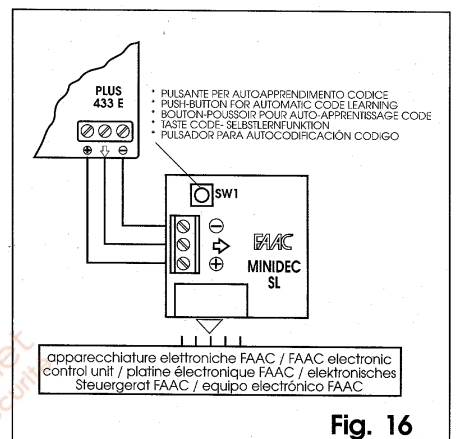 PLUS
433 E
* PULSANTE PER AUTOAPPRENDIMENTO CODICE
* PUSH-BUTTON FOR AUTOMATIC CODE LEARNING
* BOUTON-POUSSOIR POUR AUTO-APPRENTISSAGE CODE
* TASTE CODE- SELBSTLERNFUNKTION
* PULSADOR PARA AUTOCODIFICACIÓN CODIGO
SW1
FAAC
MINIDEC
SL
apparecchiature elettroniche FAAC / FAAC electronic
control unit / platine électronique FAAC / elektronisches
Steuergerat FAAC / equipo electrónico FAAC
Fig. 16